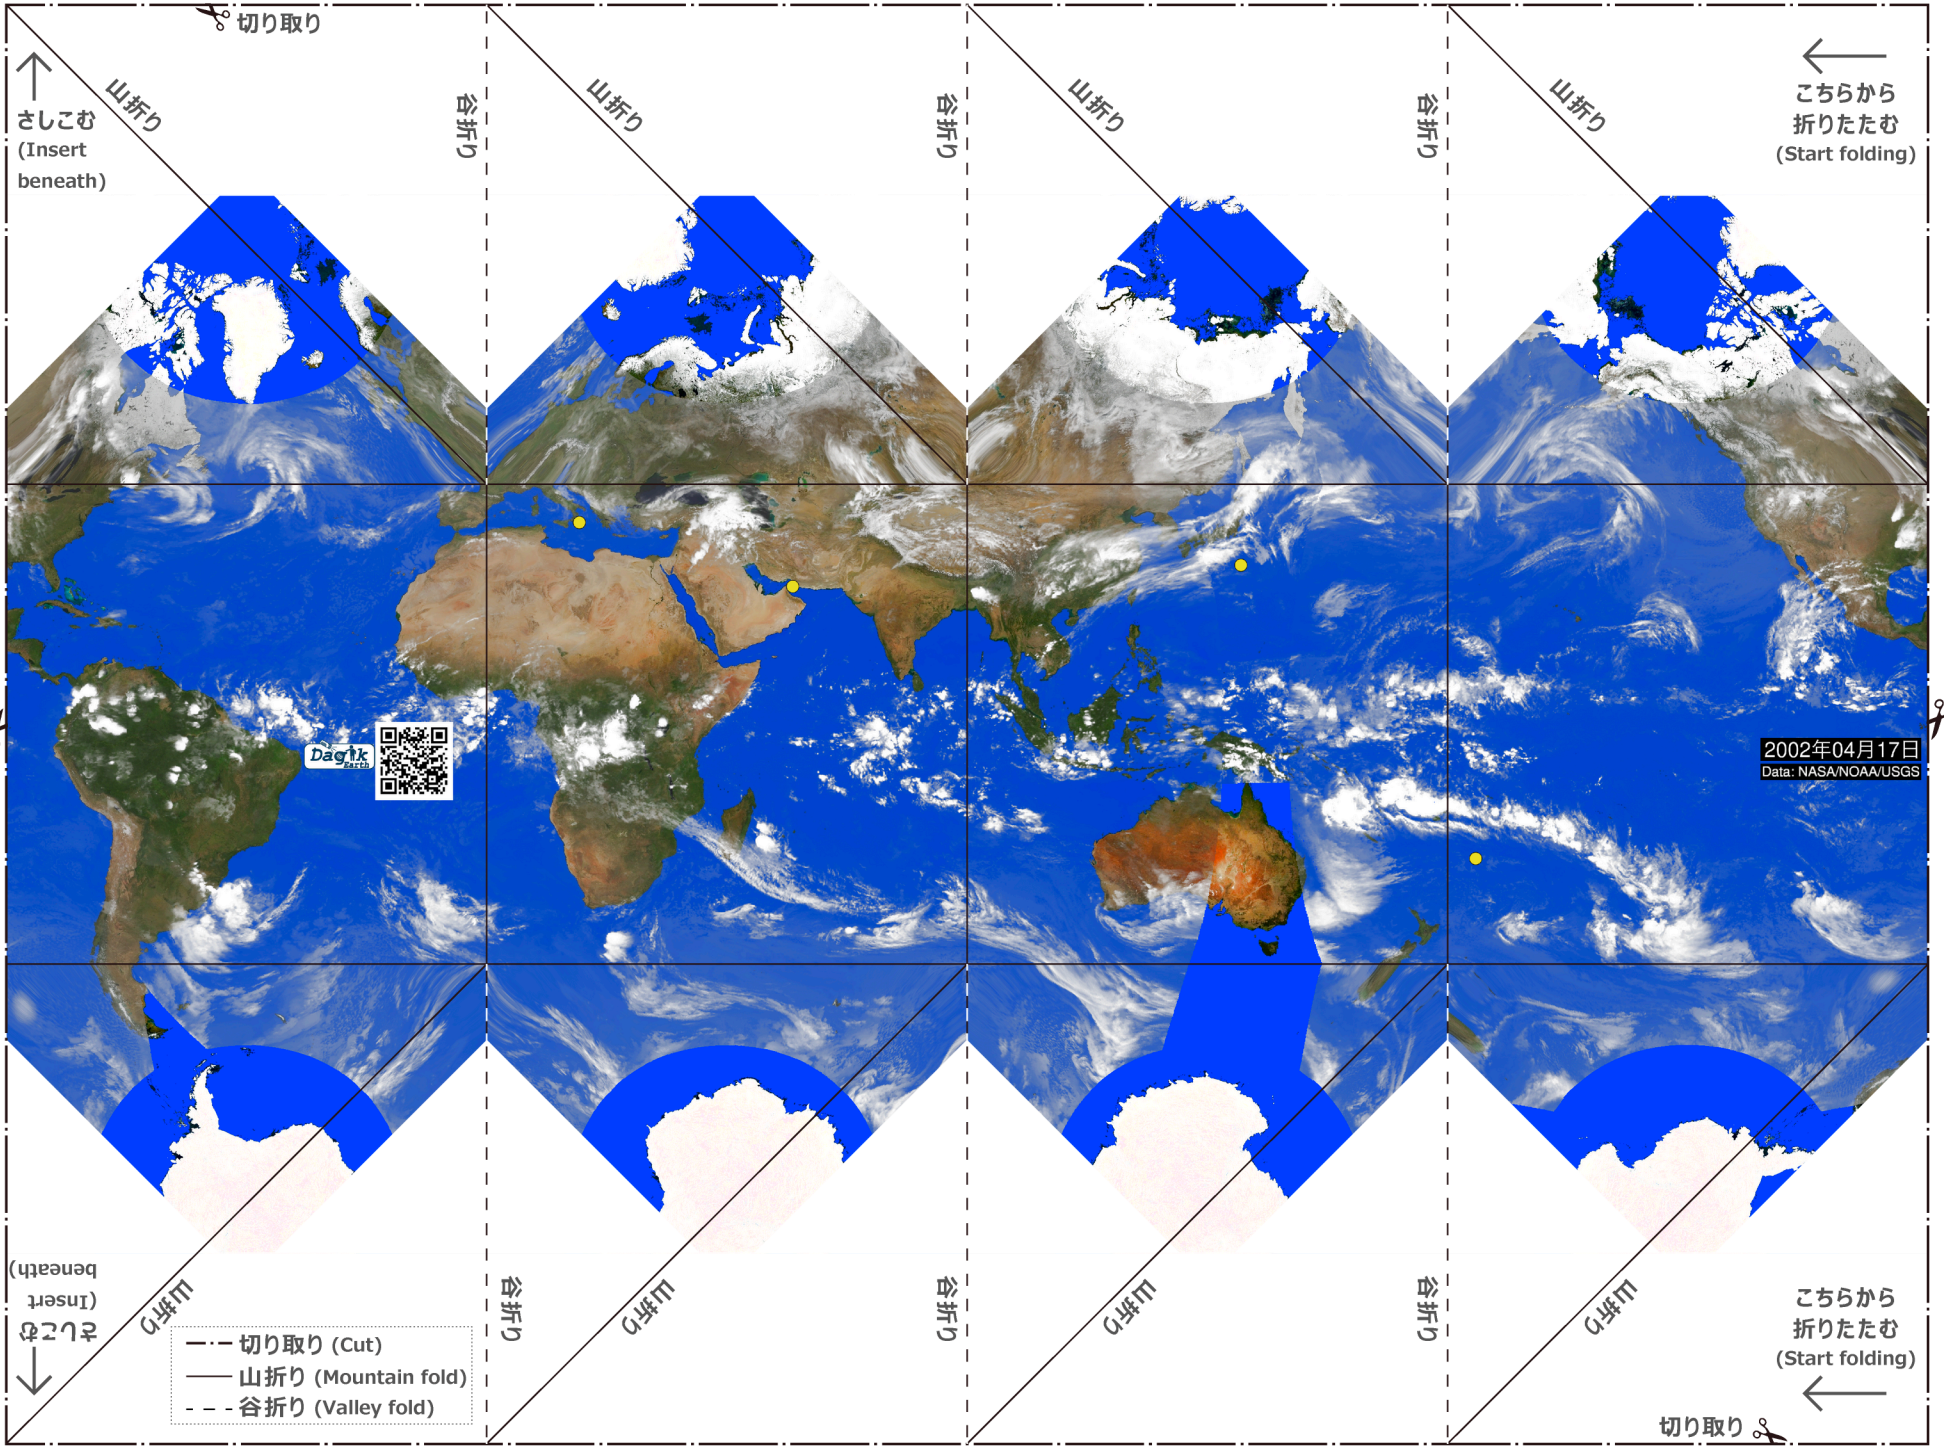 切り取り
山折り
谷折り
山折り
谷折り
山折り
谷折り
山折り
さしこむ
(Insert
beneath)
こちらから
折りたたむ
(Start folding)
Dagik
Earth
2002年04月17日
Data: NASA/NOAA/USGS
さしこむ
(Insert
beneath)
山折り
谷折り
山折り
谷折り
山折り
谷折り
山折り
こちらから
折りたたむ
(Start folding)
切り取り (Cut)
山折り (Mountain fold)
谷折り (Valley fold)
切り取り